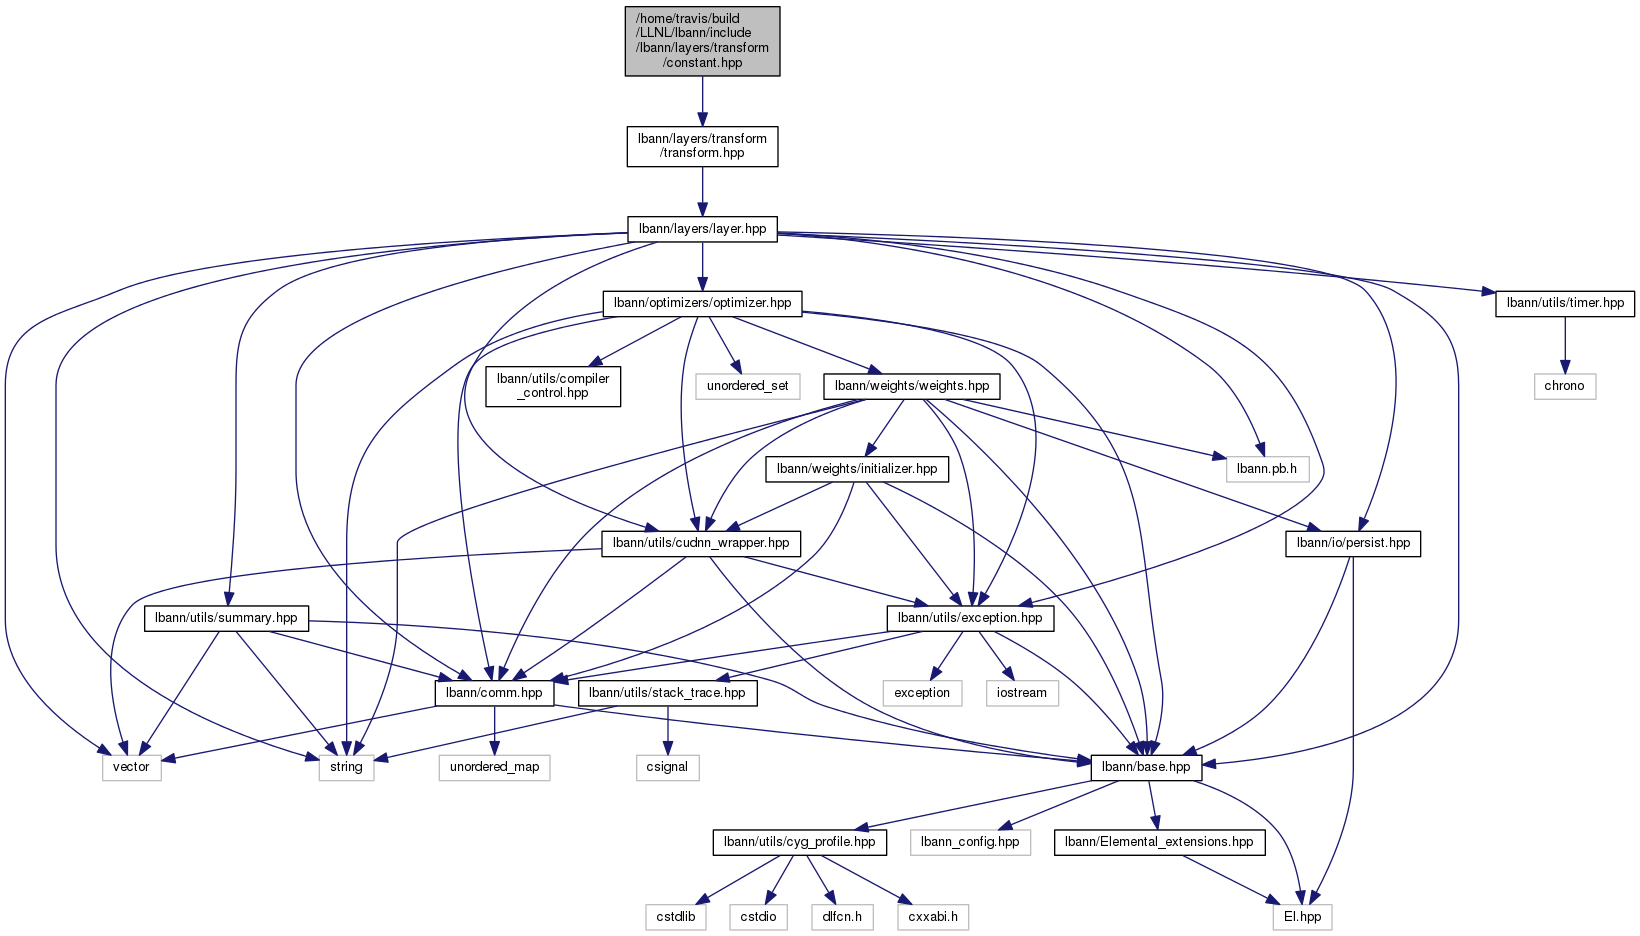 /home/travis/build
/LLNL/lbann/include
/lbann/layers/transform
/constant.hpp
lbann/layers/transform
/transform.hpp
lbann/layers/layer.hpp
lbann/optimizers/optimizer.hpp
lbann/utils/timer.hpp
lbann/utils/compiler
_control.hpp
unordered_set
lbann/weights/weights.hpp
chrono
lbann/weights/initializer.hpp
lbann.pb.h
lbann/utils/cudnn_wrapper.hpp
lbann/io/persist.hpp
lbann/utils/summary.hpp
lbann/utils/exception.hpp
lbann/comm.hpp
lbann/utils/stack_trace.hpp
exception
iostream
vector
string
unordered_map
csignal
lbann/base.hpp
lbann/utils/cyg_profile.hpp
lbann_config.hpp
lbann/Elemental_extensions.hpp
cstdlib
cstdio
dlfcn.h
cxxabi.h
El.hpp